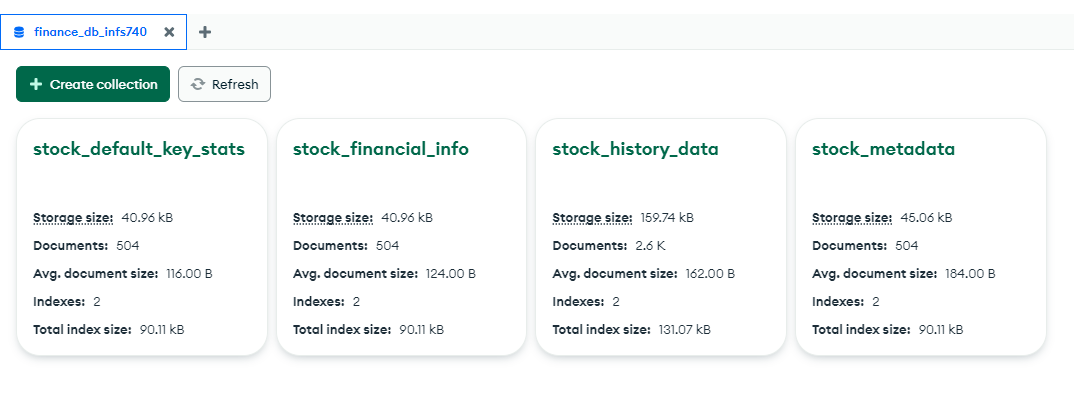 finance_db_infs740
Create collection
Refresh
stock_default_key_stats
Storage size: 40.96 kB
Documents: 504
Avg. document size: 116.00 B
Indexes: 2
Total index size: 90.11 kB
stock_financial_info
Storage size: 40.96 kB
Documents: 504
Avg. document size: 124.00 B
Indexes: 2
Total index size: 90.11 kB
stock_history_data
Storage size: 159.74 kB
Documents: 2.6 K
Avg. document size: 162.00 B
Indexes: 2
Total index size: 131.07 kB
stock_metadata
Storage size: 45.06 kB
Documents: 504
Avg. document size: 184.00 B
Indexes: 2
Total index size: 90.11 kB